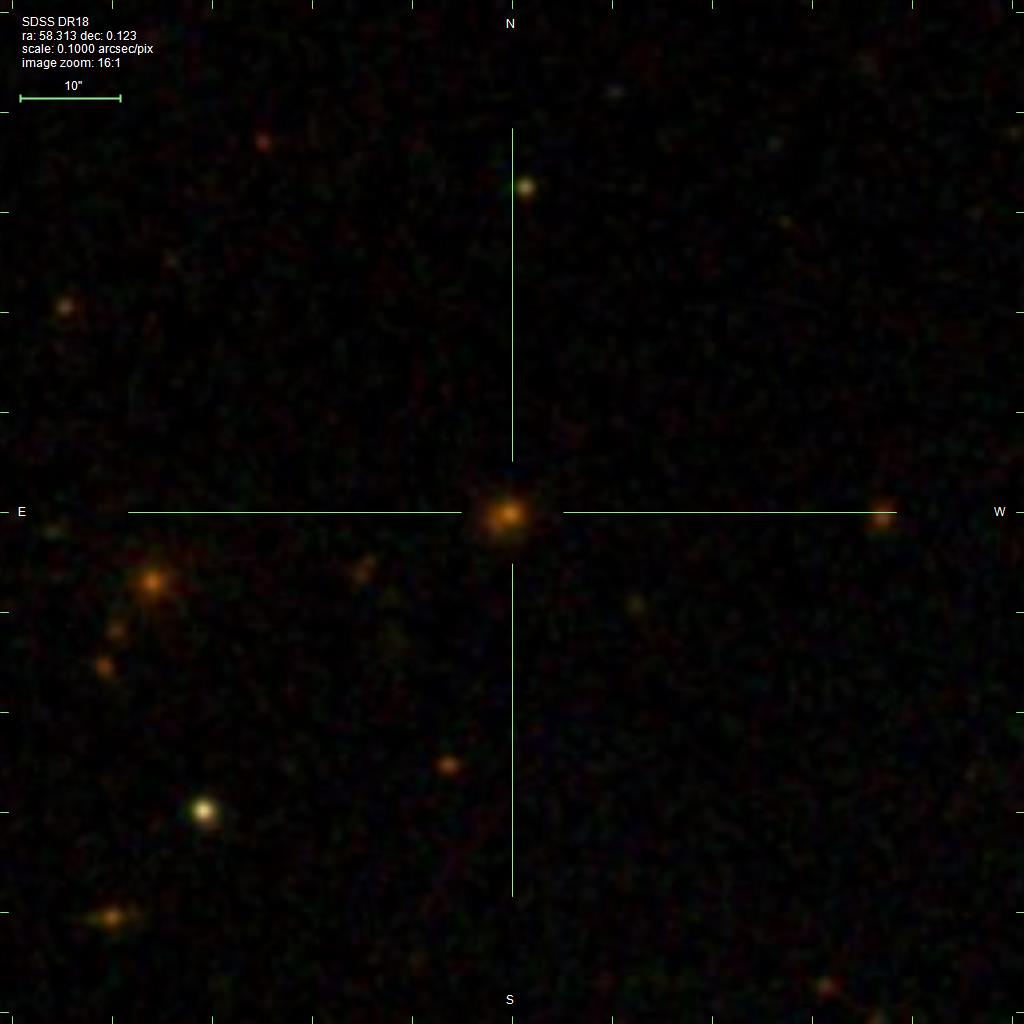 SDSS DR18
ra: 58.313 dec: 0.123
scale: 0.1000 arcsec/pix
image zoom: 16:1
10"
N
E
W
S